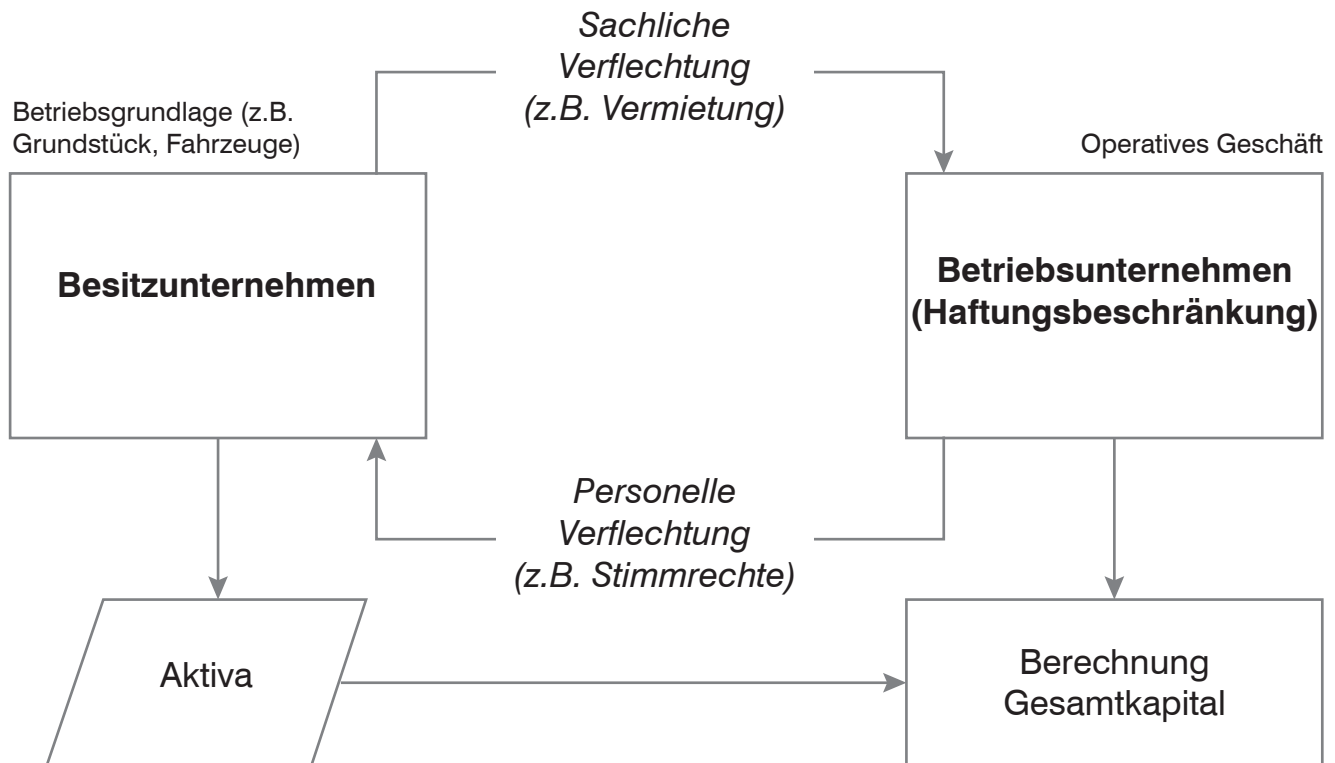 Sachliche
Verflechtung
(z.B. Vermietung)
Betriebsgrundlage (z.B.
Grundstück, Fahrzeuge)
Operatives Geschäft
Besitzunternehmen
Betriebsunternehmen
(Haftungsbeschränkung)
Personelle
Verflechtung
(z.B. Stimmrechte)
Aktiva
Berechnung
Gesamtkapital